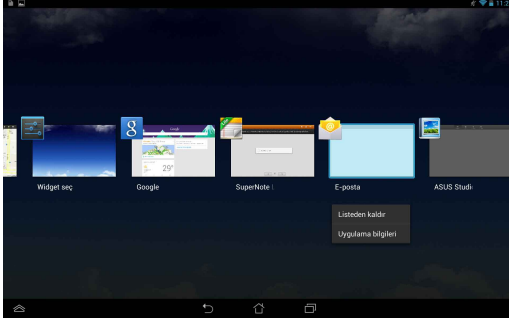 Widget seç
Google
SuperNote
E-posta
ASUS Studi
Listeden kaldır
Uygulama bilgileri